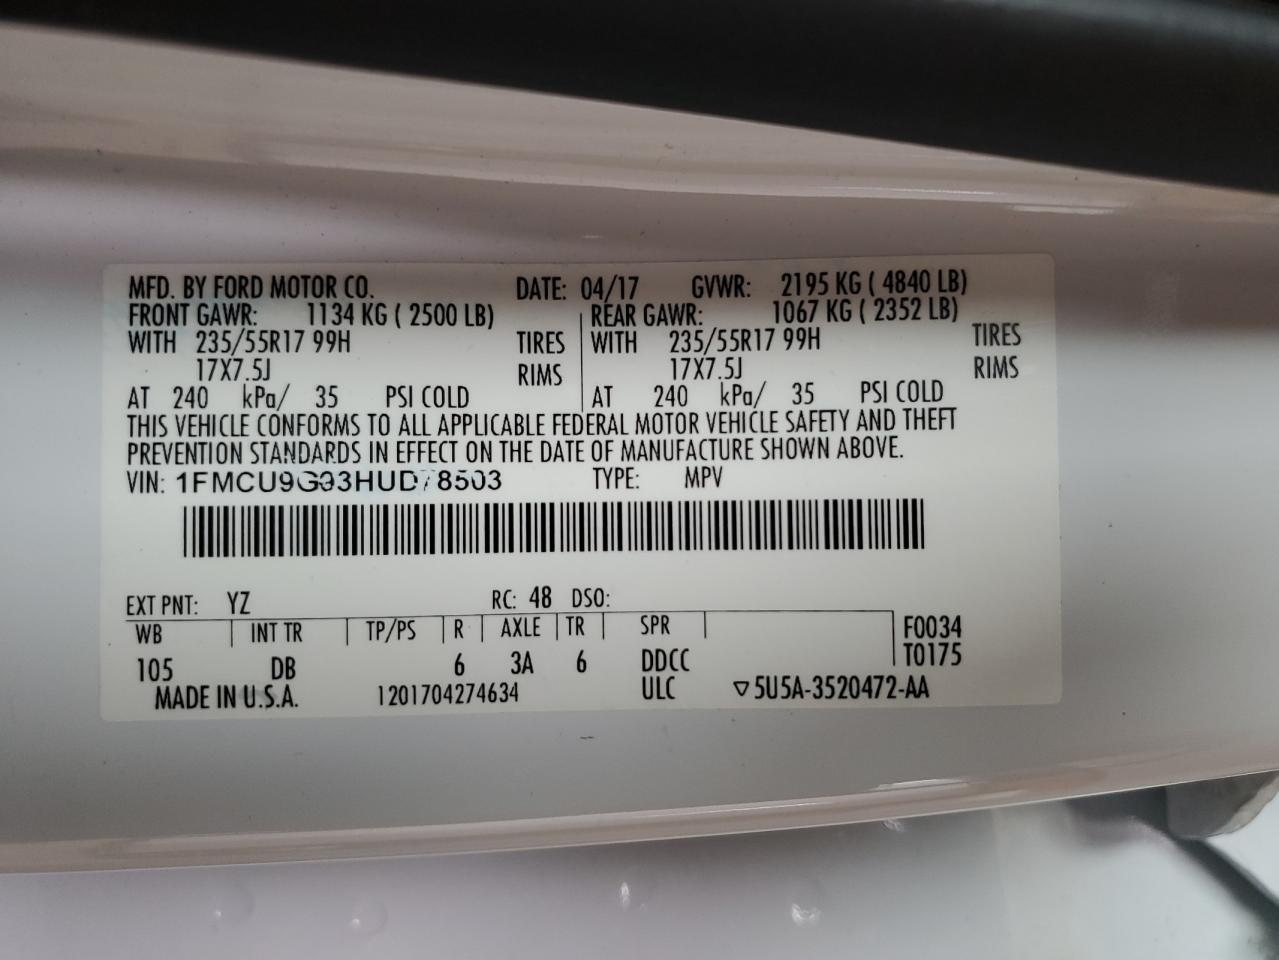 MFD. BY FORD MOTOR CO. DATE: 04/17 GVWR: 2195 KG ( 4840 LB)
FRONT GAWR: 1134 KG ( 2500 LB) REAR GAWR: 1067 KG ( 2352 LB)
WITH 235/55R17 99H TIRES WITH 235/55R17 99H TIRES
17X7.5J RIMS 17X7.5J RIMS
AT 240 kPa/ 35 PSI COLD AT 240 kPa/ 35 PSI COLD
THIS VEHICLE CONFORMS TO ALL APPLICABLE FEDERAL MOTOR VEHICLE SAFETY AND THEFT
PREVENTION STANDARDS IN EFFECT ON THE DATE OF MANUFACTURE SHOWN ABOVE.
VIN: 1FMCU9G93HUD78503 TYPE: MPV
EXT PNT: YZ RC: 48 DSO:
WB INT TR TP/PS R AXLE TR SPR F0034
105 DB 6 3A 6 DDCC T0175
MADE IN U.S.A. 1201704274634 ULC ▽5U5A-3520472-AA